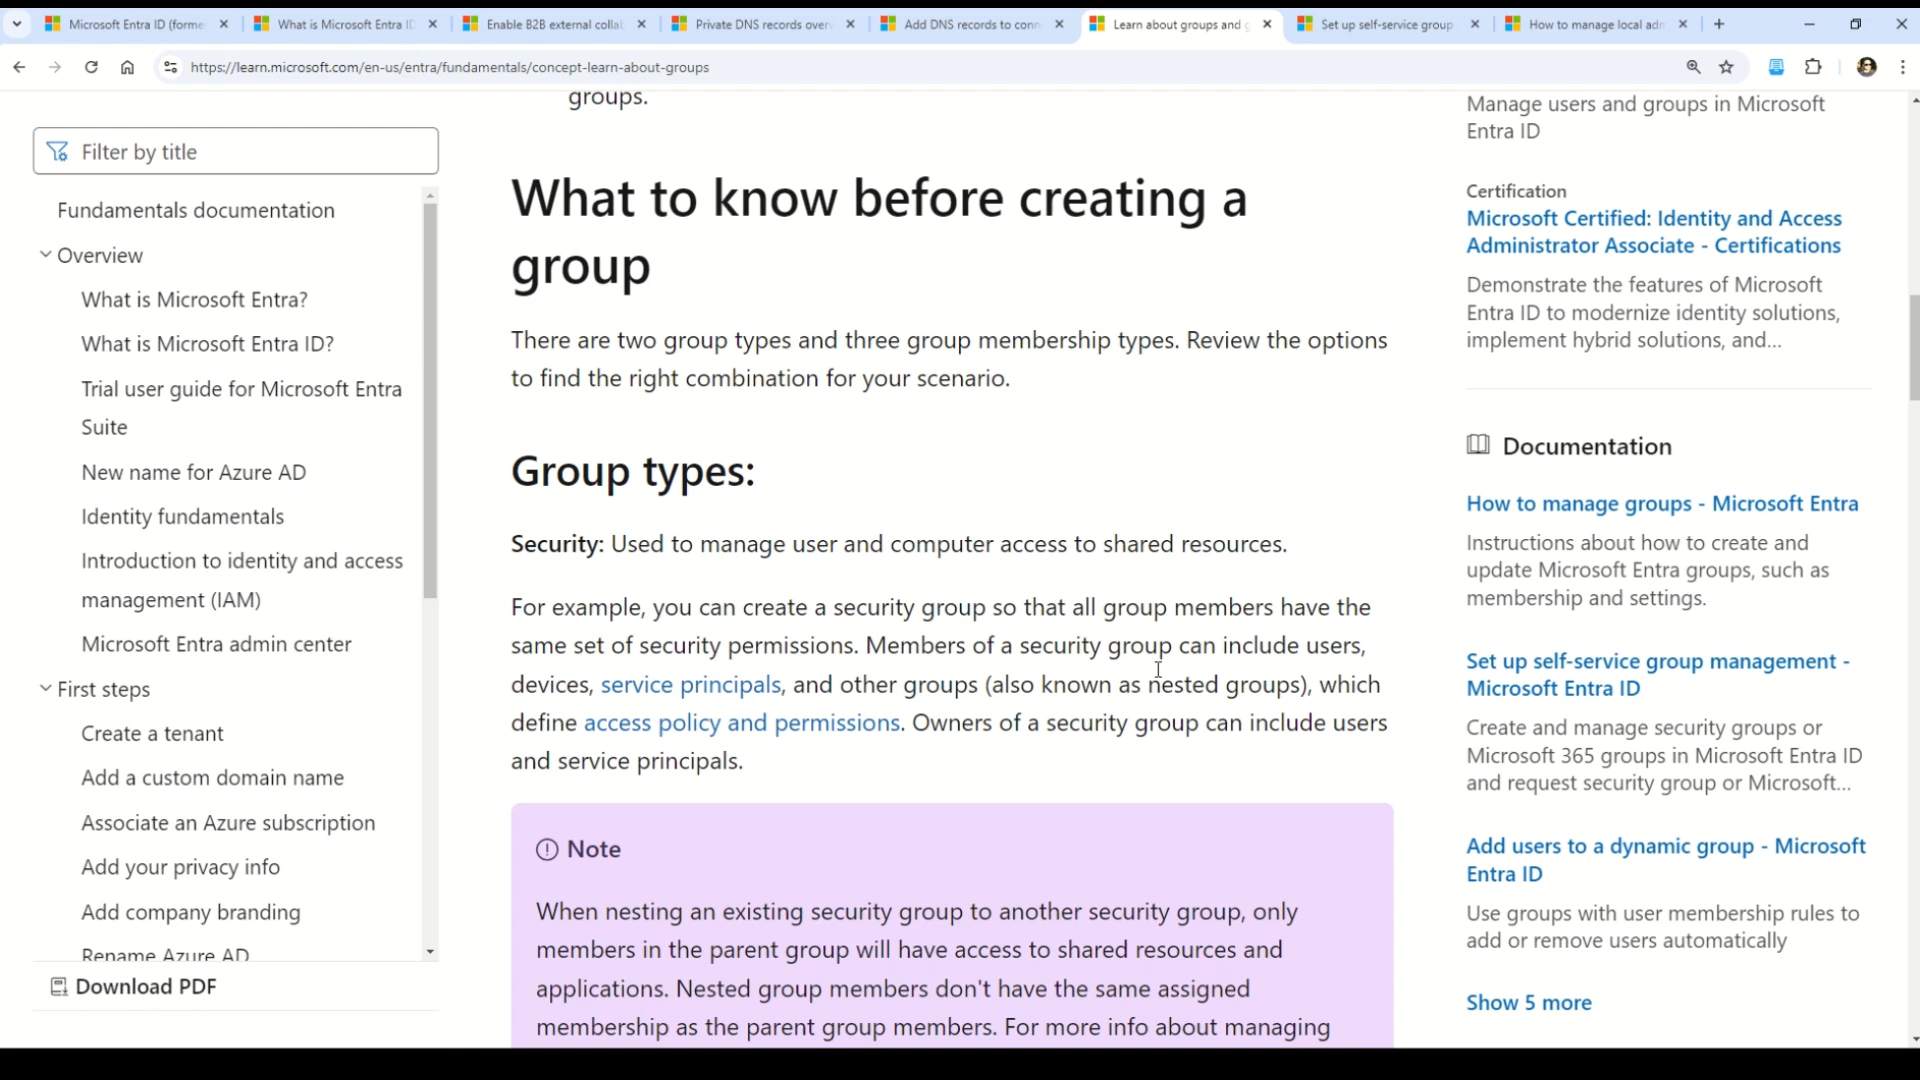 Microsoft Entra ID (forme
What is Microsoft Entra ID
Enable B2B external colla
Private DNS records over
Add DNS records to conn
Learn about groups and g
Set up self-service group
How to manage local adm
https://learn.microsoft.com/en-us/entra/fundamentals/concept-learn-about-groups
Filter by title
Fundamentals documentation
Overview
What is Microsoft Entra?
What is Microsoft Entra ID?
Trial user guide for Microsoft Entra
Suite
New name for Azure AD
Identity fundamentals
Introduction to identity and access
management (IAM)
Microsoft Entra admin center
First steps
Create a tenant
Add a custom domain name
Associate an Azure subscription
Add your privacy info
Add company branding
Rename Azure AD
Download PDF
groups.
What to know before creating a
group
There are two group types and three group membership types. Review the options
to find the right combination for your scenario.
Group types:
Security: Used to manage user and computer access to shared resources.
For example, you can create a security group so that all group members have the
same set of security permissions. Members of a security group can include users,
devices, service principals, and other groups (also known as nested groups), which
define access policy and permissions. Owners of a security group can include users
and service principals.
Note
When nesting an existing security group to another security group, only
members in the parent group will have access to shared resources and
applications. Nested group members don't have the same assigned
membership as the parent group members. For more info about managing
Manage users and groups in Microsoft
Entra ID
Certification
Microsoft Certified: Identity and Access
Administrator Associate - Certifications
Demonstrate the features of Microsoft
Entra ID to modernize identity solutions,
implement hybrid solutions, and...
Documentation
How to manage groups - Microsoft Entra
Instructions about how to create and
update Microsoft Entra groups, such as
membership and settings.
Set up self-service group management -
Microsoft Entra ID
Create and manage security groups or
Microsoft 365 groups in Microsoft Entra ID
and request security group or Microsoft...
Add users to a dynamic group - Microsoft
Entra ID
Use groups with user membership rules to
add or remove users automatically
Show 5 more